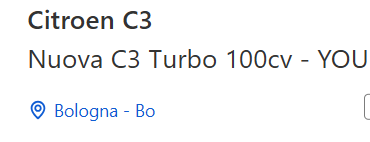 Citroen C3
Nuova C3 Turbo 100cv - YOU
Bologna - Bo